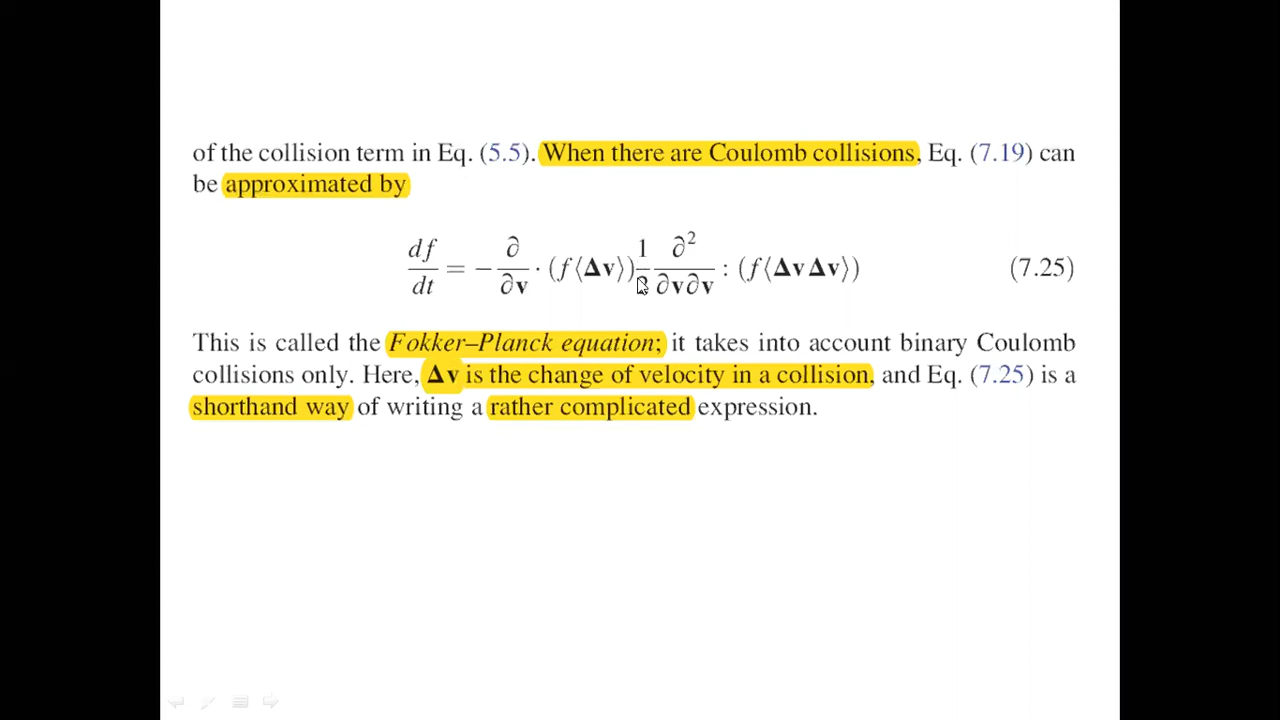 of the collision term in Eq. (5.5). When there are Coulomb collisions, Eq. (7.19) can
be approximated by
df/dt = − ∂/∂v · (f⟨Δv⟩) 1/2 ∂²/∂v∂v : (f⟨Δv Δv⟩) (7.25)
This is called the Fokker–Planck equation; it takes into account binary Coulomb
collisions only. Here, Δv is the change of velocity in a collision, and Eq. (7.25) is a
shorthand way of writing a rather complicated expression.